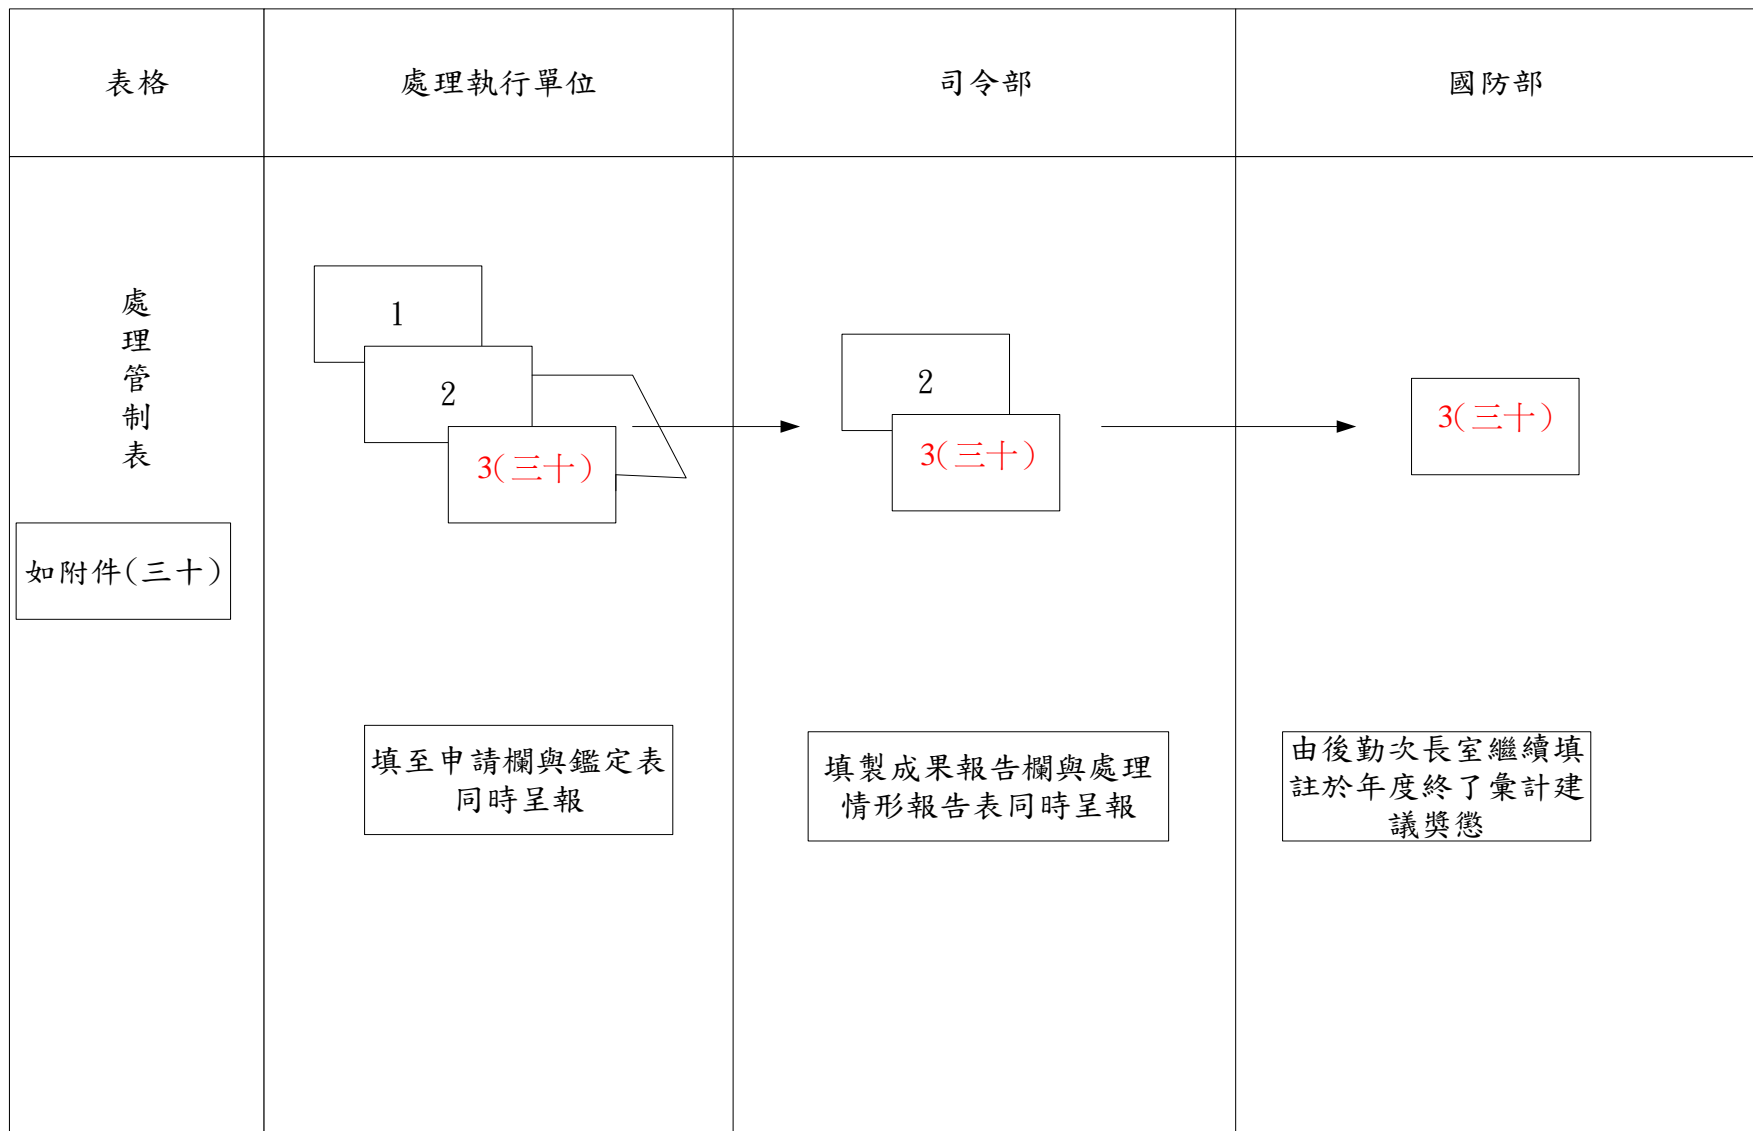 表格
處理執行單位
司令部
國防部
處
理
管
制
表
如附件(三十)
1
2
3(三十)
2
3(三十)
3(三十)
填至申請欄與鑑定表
同時呈報
填製成果報告欄與處理
情形報告表同時呈報
由後勤次長室繼續填
註於年度終了彙計建
議獎懲